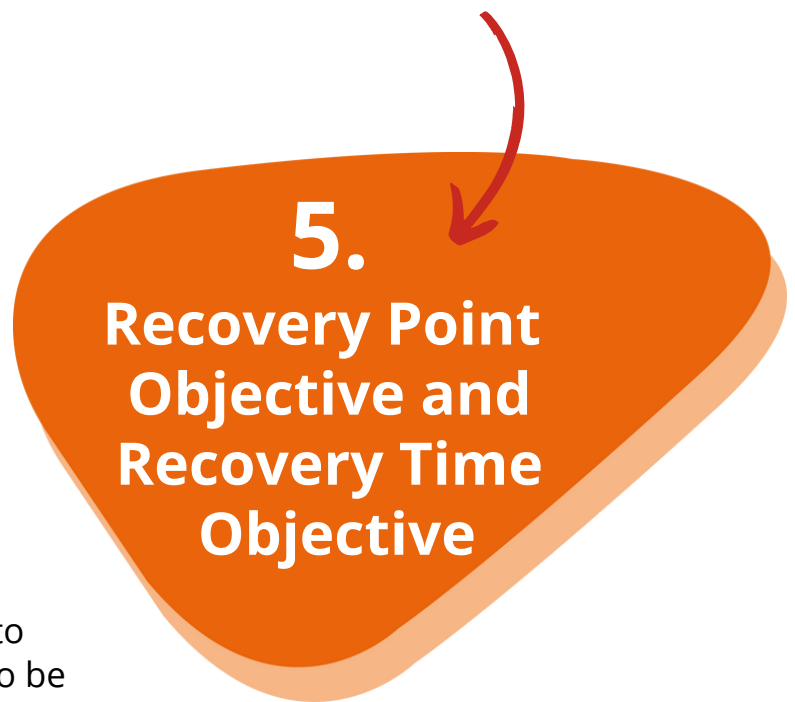 5.
Recovery Point
Objective and
Recovery Time
Objective
to
be